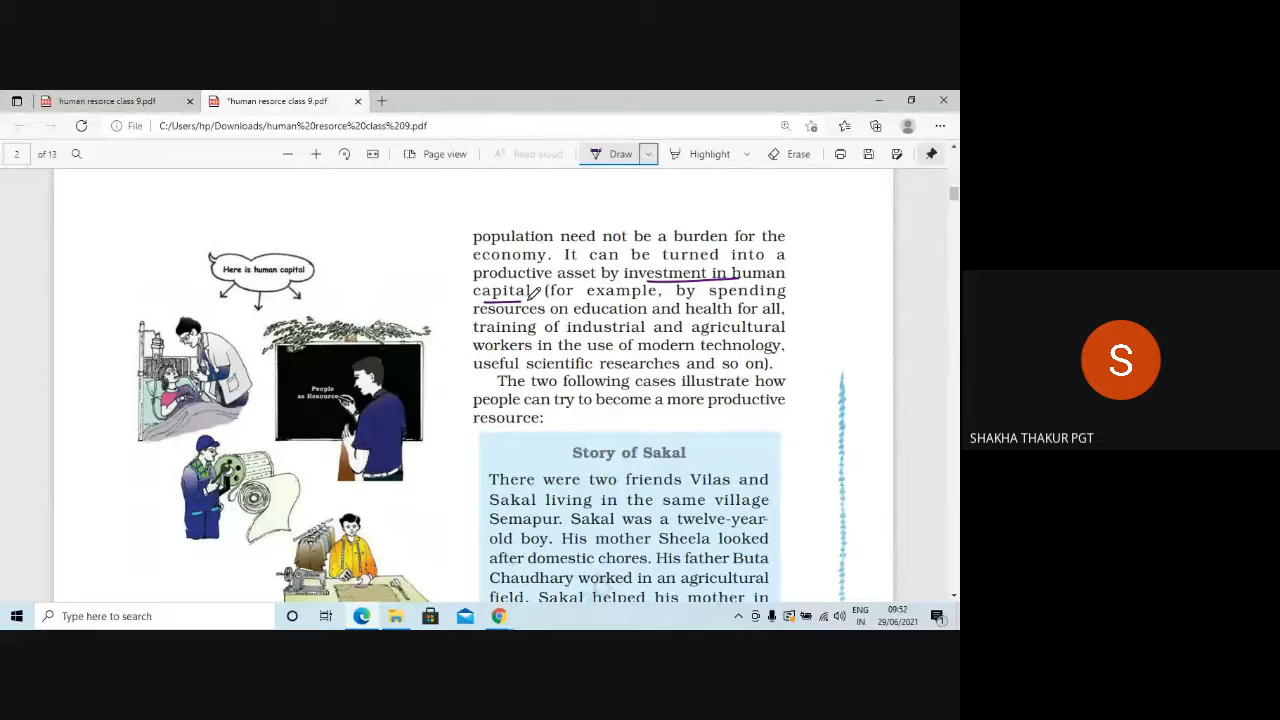 human resorce class 9.pdf
*human resorce class 9.pdf
File
C:/Users/hp/Downloads/human%20resorce%20class%209.pdf
2 of 13
Page view
Read aloud
Draw
Highlight
Erase
Here is human capital
People
as Resource
population need not be a burden for the
economy. It can be turned into a
productive asset by investment in human
capital (for example, by spending
resources on education and health for all,
training of industrial and agricultural
workers in the use of modern technology,
useful scientific researches and so on).
The two following cases illustrate how
people can try to become a more productive
resource:
Story of Sakal
There were two friends Vilas and
Sakal living in the same village
Semapur. Sakal was a twelve-year-
old boy. His mother Sheela looked
after domestic chores. His father Buta
Chaudhary worked in an agricultural
field. Sakal helped his mother in
S
SHAKHA THAKUR PGT
Type here to search
ENG
IN
09:52
29/06/2021
1